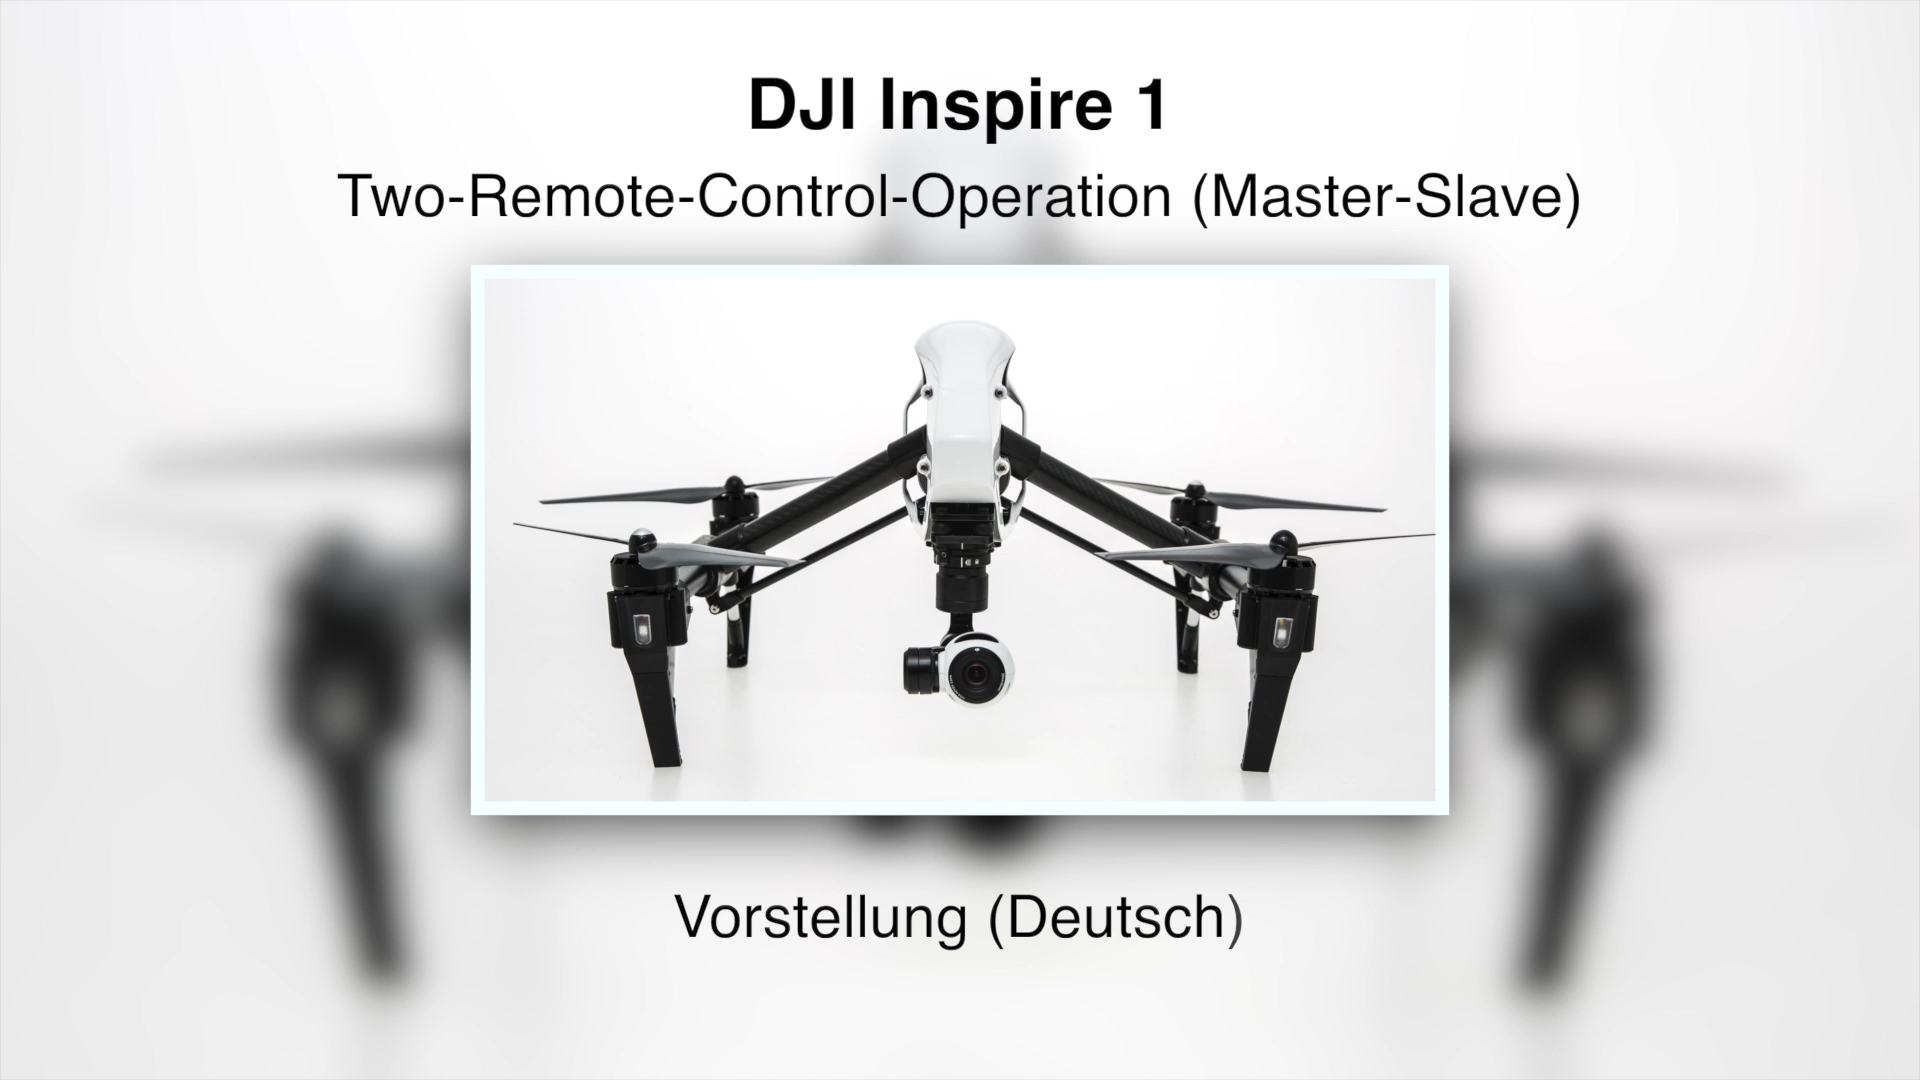 DJI Inspire 1
Two-Remote-Control-Operation (Master-Slave)
Vorstellung (Deutsch)